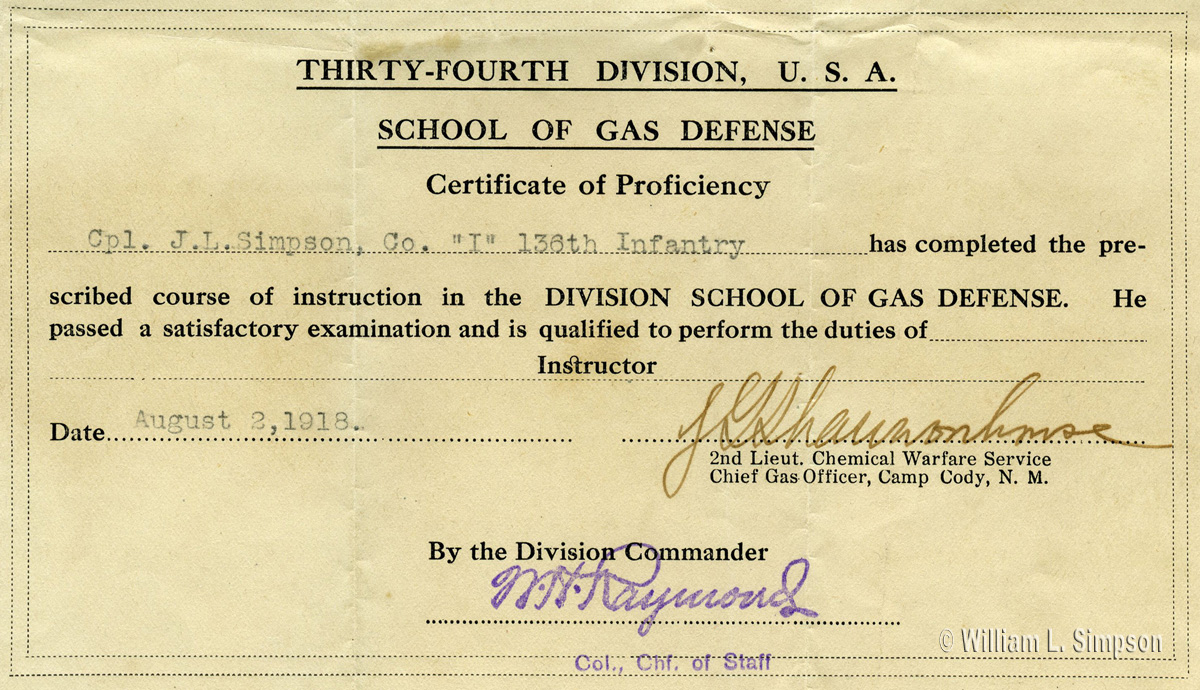 THIRTY-FOURTH DIVISION, U. S. A.
SCHOOL OF GAS DEFENSE
Certificate of Proficiency
Cpl. J.L.Simpson, Co. "I" 136th Infantry has completed the pre-
scribed course of instruction in the DIVISION SCHOOL OF GAS DEFENSE. He
passed a satisfactory examination and is qualified to perform the duties of
Instructor
Date August 2,1918.
2nd Lieut. Chemical Warfare Service
Chief Gas Officer, Camp Cody, N. M.
By the Division Commander
W.H. Raymond
Col., Chf. of Staff
© William L. Simpson